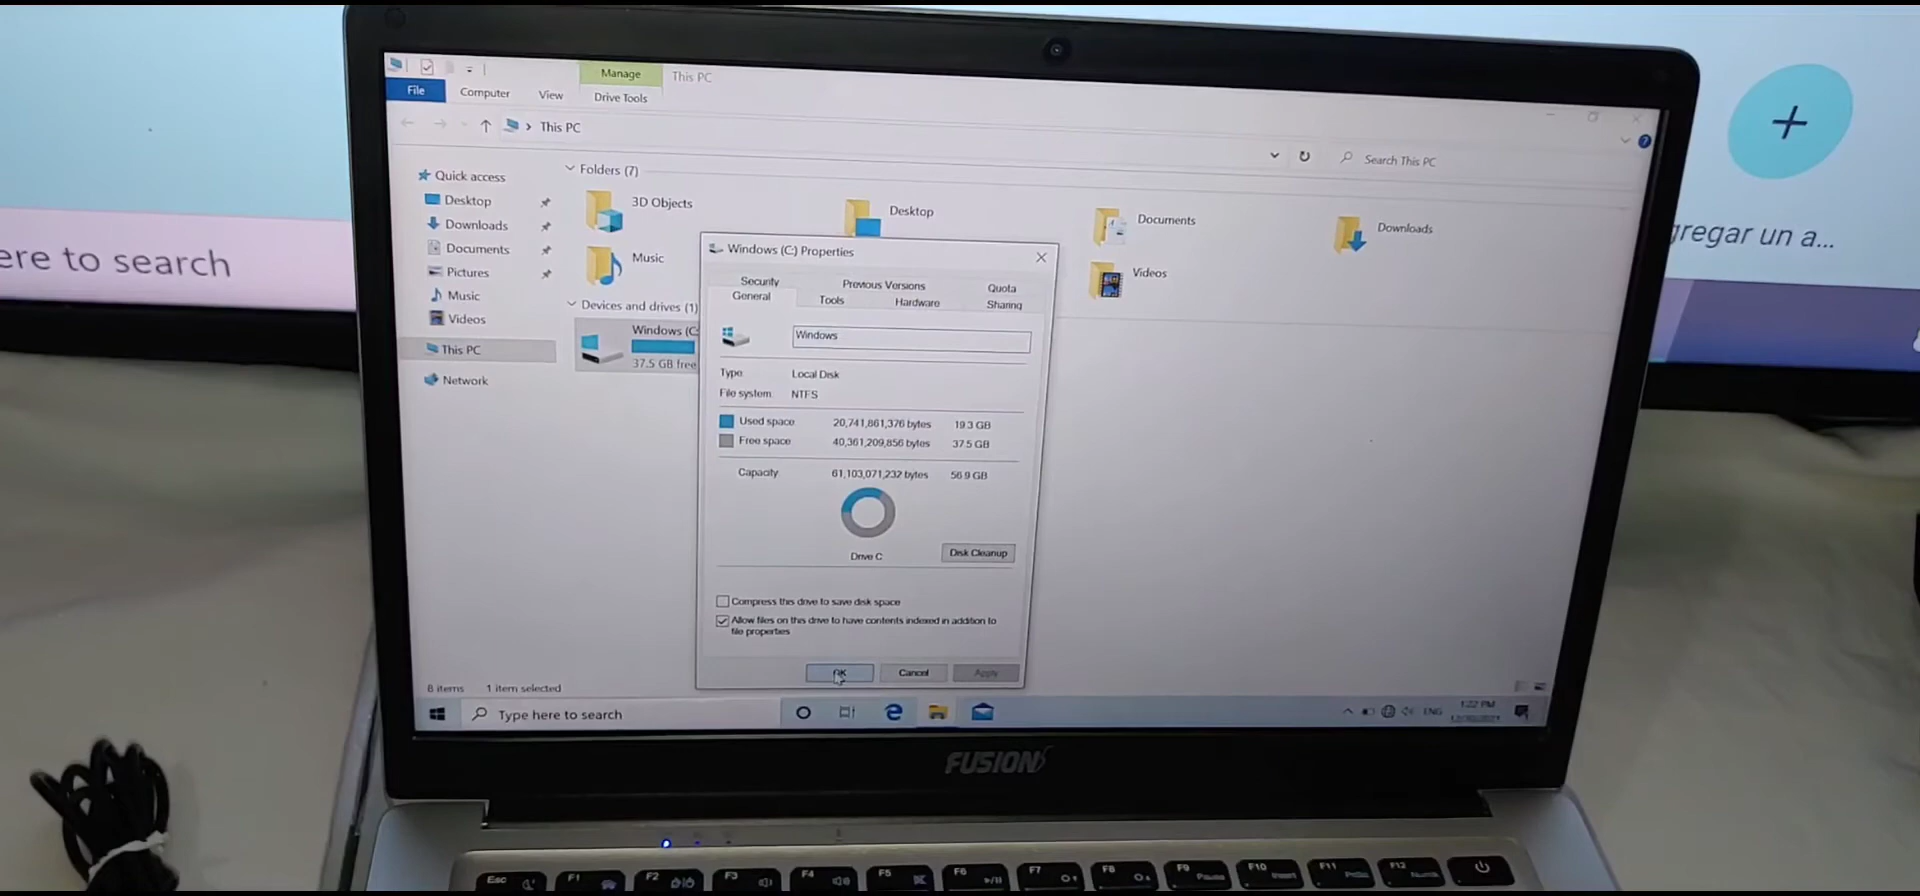 Manage
This PC
File
Computer
View
Drive Tools
This PC
Search This PC
ere to search
gregar un a...
Quick access
Desktop
Downloads
Documents
Pictures
Music
Videos
This PC
Network
Folders (7)
3D Objects
Desktop
Documents
Downloads
Music
Videos
Devices and drives (1)
Windows (C:
37.5 GB free
Windows (C:) Properties
Security
Previous Versions
Quota
General
Tools
Hardware
Sharing
Windows
Type:
Local Disk
File system:
NTFS
Used space
20,741,861,376 bytes
19.3 GB
Free space
40,361,209,856 bytes
37.5 GB
Capacity
61,103,071,232 bytes
56.9 GB
Drive C
Disk Cleanup
Compress this drive to save disk space
Allow files on this drive to have contents indexed in addition to
file properties
OK
Cancel
Apply
8 items
1 item selected
Type here to search
ENG
1:22 PM
FUSION
Esc
F1
F2
F3
F4
F5
F6
F7
F8
F9
Pause
F10
Insert
F11
F12